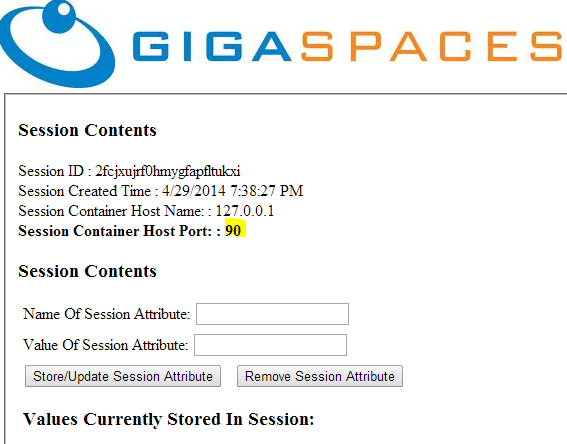 GIGASPACES
Session Contents
Session ID : 2fcjxujrf0hmygfapfltukxi
Session Created Time : 4/29/2014 7:38:27 PM
Session Container Host Name: : 127.0.0.1
Session Container Host Port: : 90
Session Contents
Name Of Session Attribute:
Value Of Session Attribute:
Store/Update Session Attribute Remove Session Attribute
Values Currently Stored In Session: